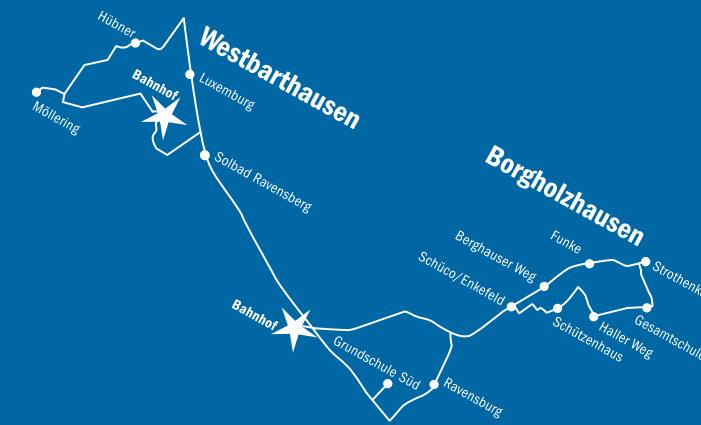 Hübner
Westbarthausen
Bahnhof
Luxemburg
Möllering
Solbad Ravensberg
Borgholzhausen
Berghauser Weg
Funke
Schüco/Enkefeld
Gesamtschule
Schützenhaus
Haller Weg
Bahnhof
Grundschule Süd
Ravensburg